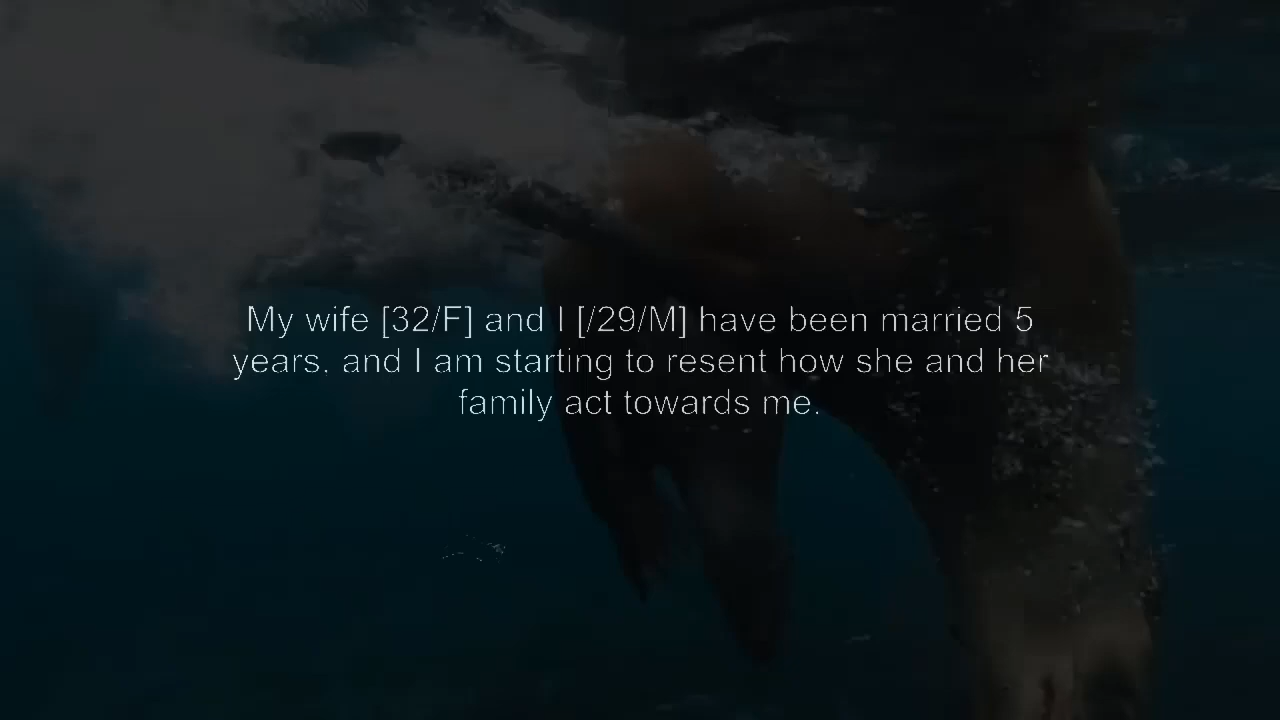 My wife [32/F] and I [/29/M] have been married 5
years. and I am starting to resent how she and her
family act towards me.